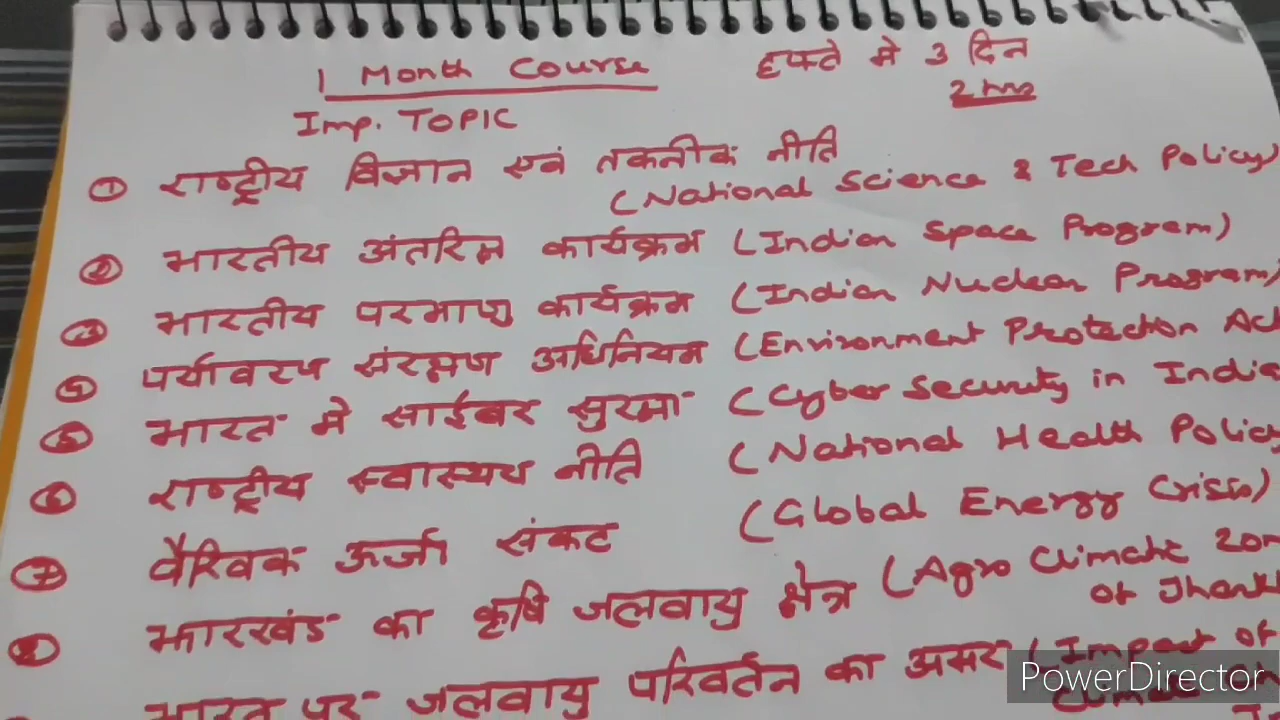 1 Month Course हफ्ते मे 3 दिन
2 hrs
Imp. TOPIC
① राष्ट्रीय विज्ञान एवं तकनीक नीति
(National Science & Tech Policy)
② भारतीय अंतरिक्ष कार्यक्रम (Indian Space Program)
③ भारतीय परमाणु कार्यक्रम (Indian Nuclear Program)
पर्यावरण संरक्षण अधिनियम (Environment Protection Act
⑤ भारत मे साईबर सुरक्षा (Cyber Security in India
⑥ राष्ट्रीय स्वास्थय नीति (National Health Policy
⑦ वैश्विक ऊर्जा संकट (Global Energy Crisis)
⑧ झारखंड का कृषि जलवायु क्षेत्र (Agro Climatic Zon
of Jhark
भारत पर जलवायु परिवर्तन का असर (Impact of
Climate
PowerDirector